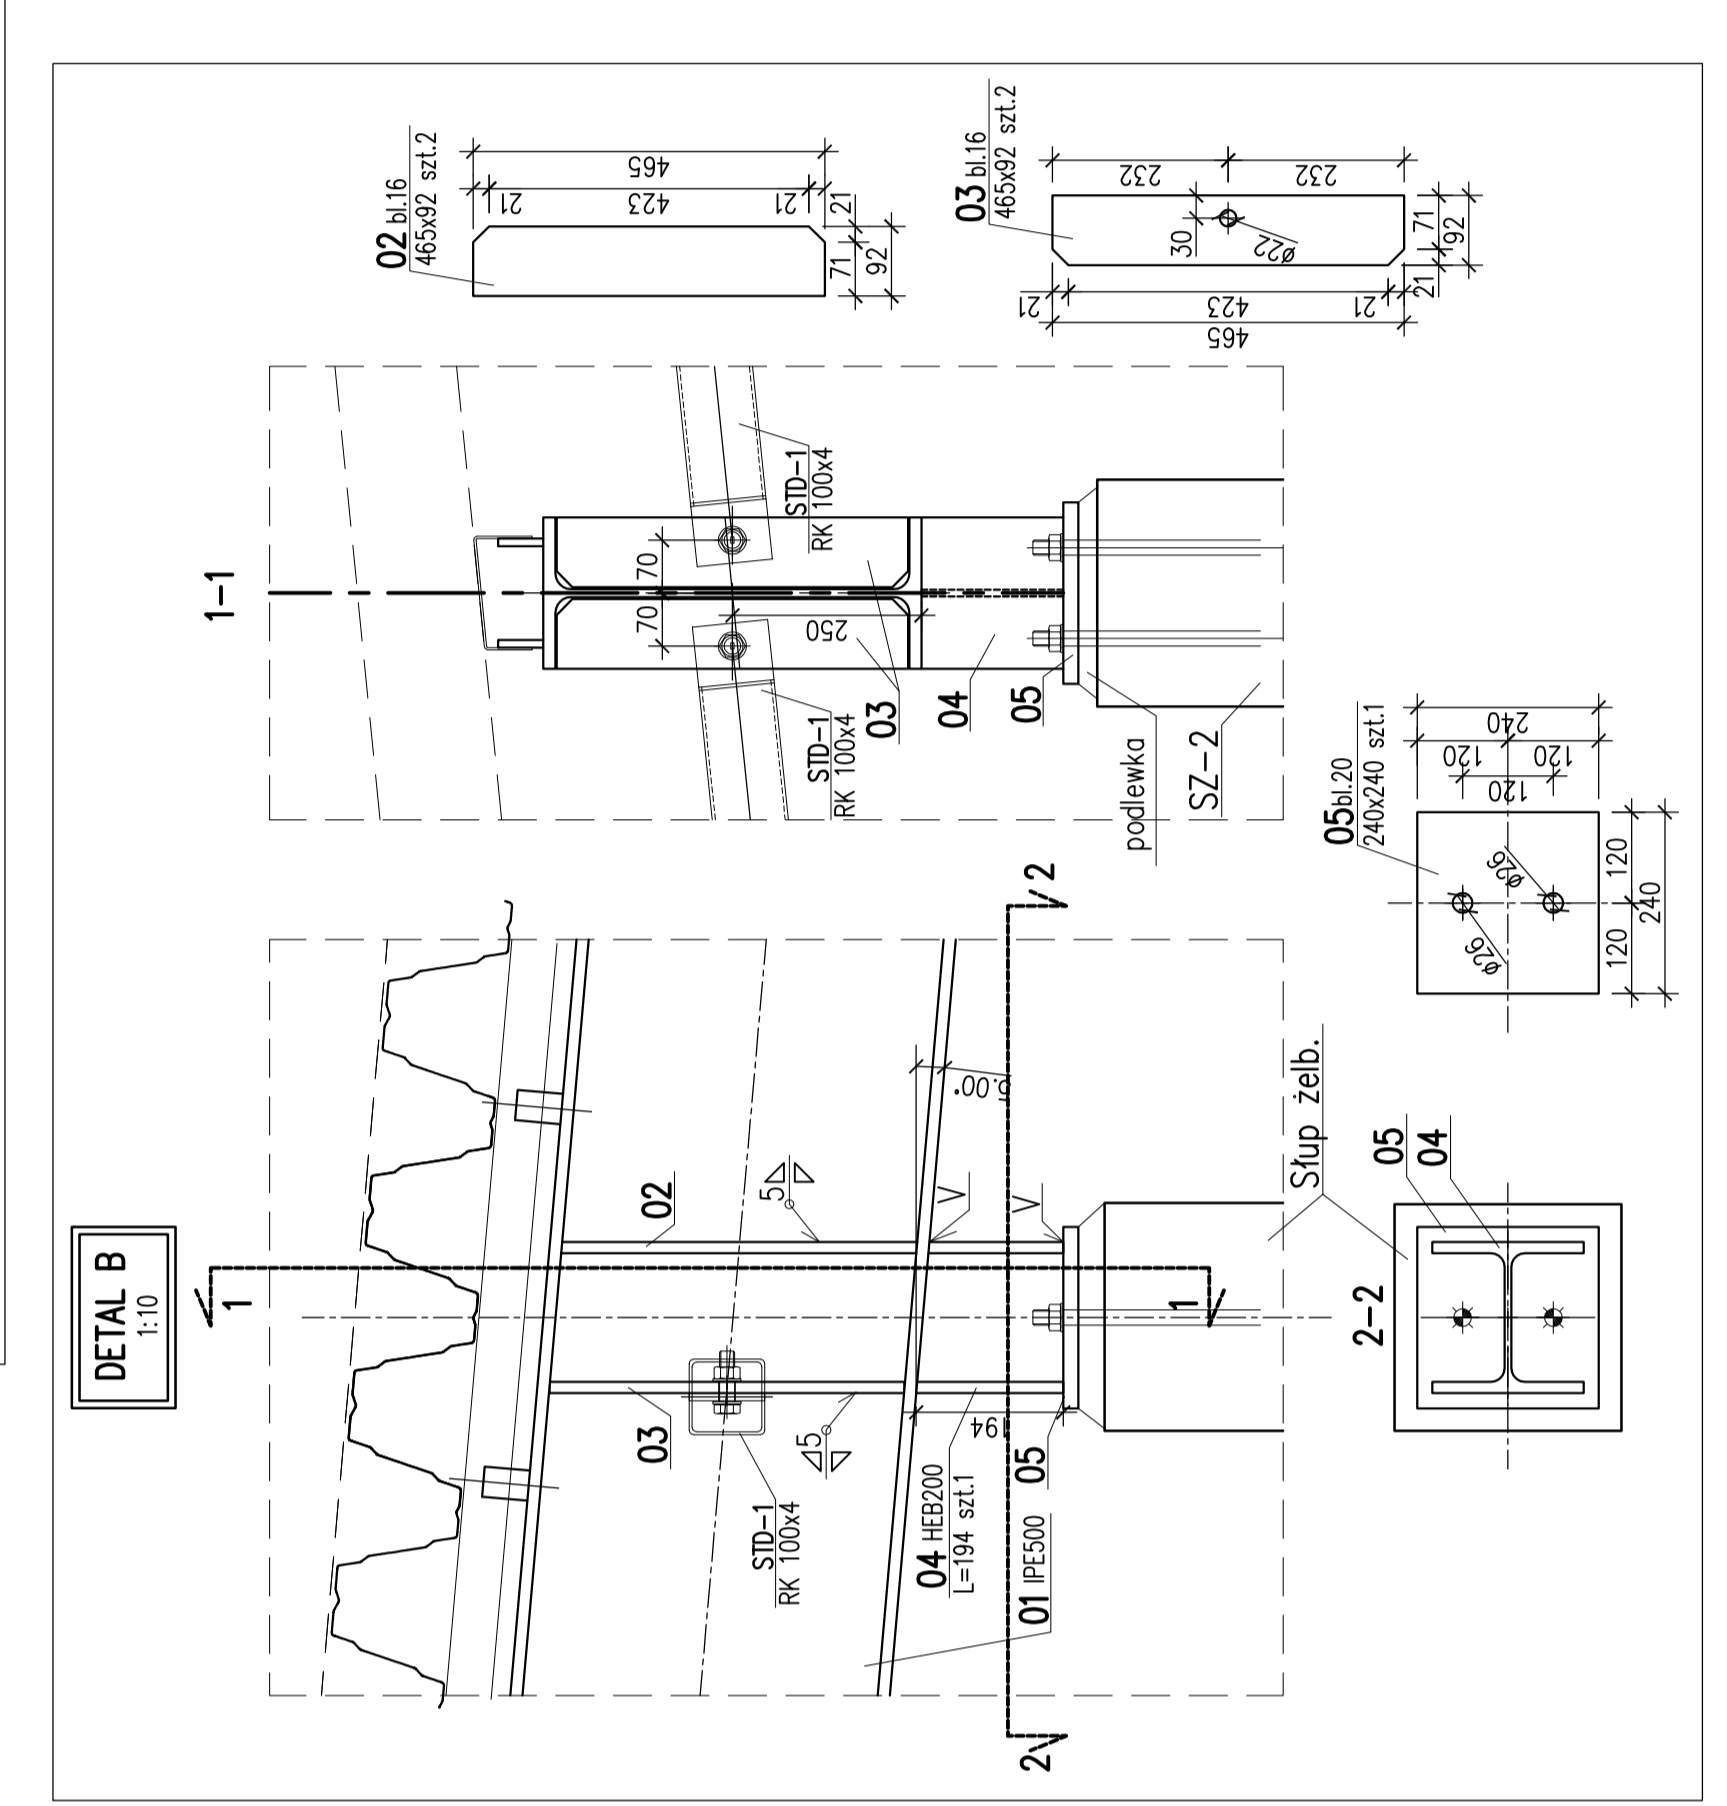 DETAL B
1:10
1
1
2
2
03
STD-1
RK 100x4
5
5
02
5.00°
194
04 HEB200
L=194 szt.1
01 IPE500
05
V
V
Słup żelb.
1-1
70
70
250
STD-1
RK 100x4
STD-1
RK 100x4
03
04
05
podlewka
SZ-2
2-2
05
04
02 bl.16
465x92 szt.2
465
21
423
21
21
71
92
03 bl.16
465x92 szt.2
232
232
30
ø22
21
423
21
465
71
21
92
05 bl.20
240x240 szt.1
240
120
120
120
ø26
ø26
120
120
240